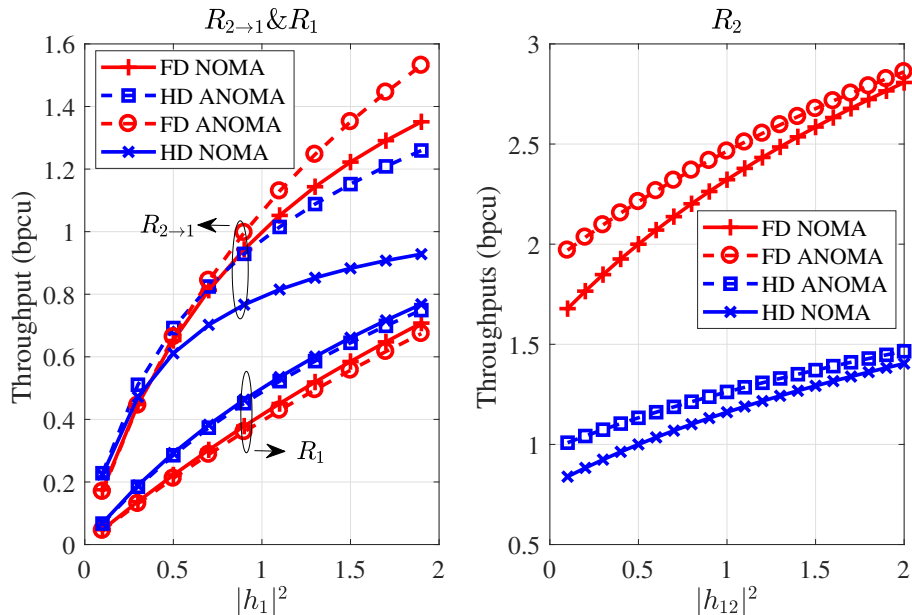 R₂→₁&R₁
Throughput (bpcu)
1.6
1.4
1.2
1
0.8
0.6
0.4
0.2
0
FD NOMA
HD ANOMA
FD ANOMA
HD NOMA
R₂→₁
R₁
0
0.5
1
1.5
2
|h₁|²
R₂
Throughputs (bpcu)
3
2.5
2
1.5
1
0.5
FD NOMA
FD ANOMA
HD ANOMA
HD NOMA
0
0.5
1
1.5
2
|h₁₂|²